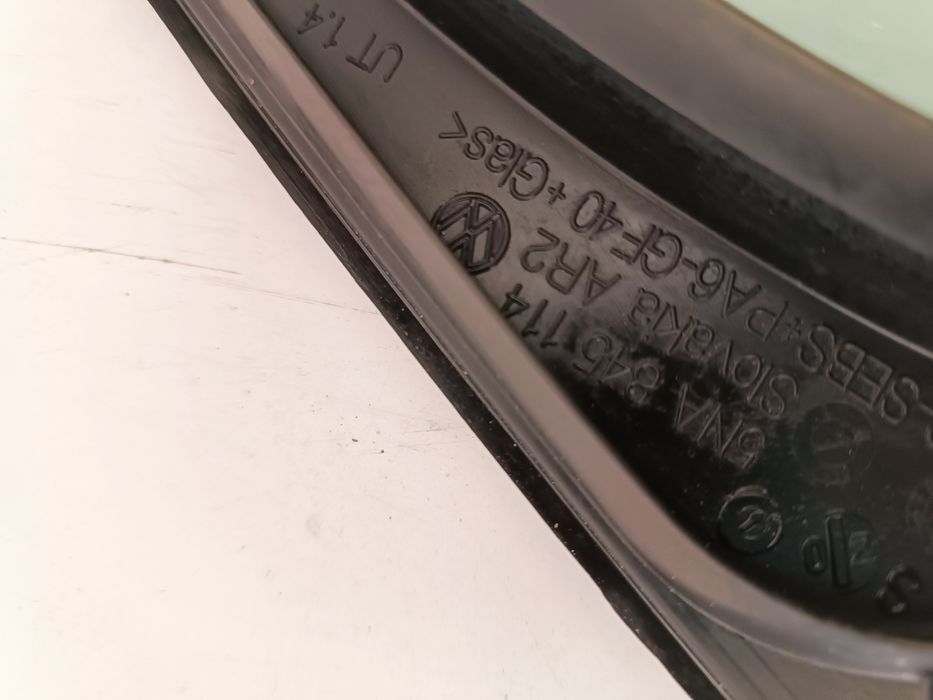 5NA 845 114
Slovakia AR2
SEBS+PA6-GF40+Glas<
UT 1.4